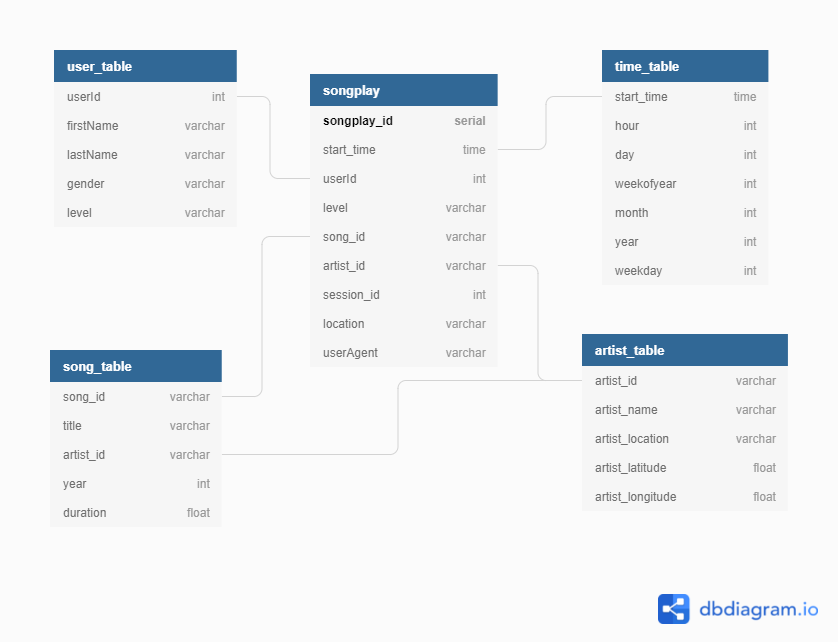 user_table
userId int
firstName varchar
lastName varchar
gender varchar
level varchar
songplay
songplay_id serial
start_time time
userId int
level varchar
song_id varchar
artist_id varchar
session_id int
location varchar
userAgent varchar
time_table
start_time time
hour int
day int
weekofyear int
month int
year int
weekday int
song_table
song_id varchar
title varchar
artist_id varchar
year int
duration float
artist_table
artist_id varchar
artist_name varchar
artist_location varchar
artist_latitude float
artist_longitude float
dbdiagram.io